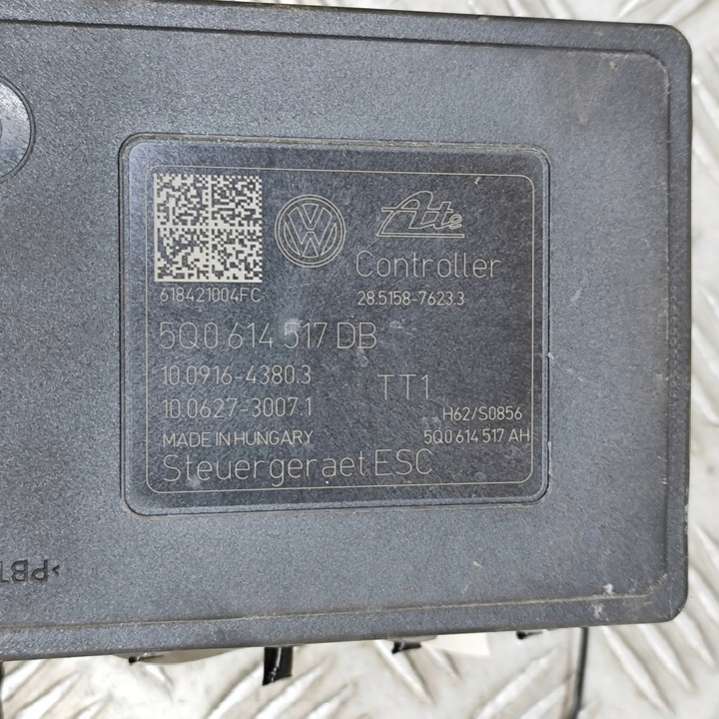 Ate
Controller
618421004FC
28.5158-7623.3
5Q0.614 517 DB
10.0916-4380.3
TT1
10.0627-3007.1
H62/S0856
MADE IN HUNGARY
5Q0 614 517 AH
Steuergeraet ESC